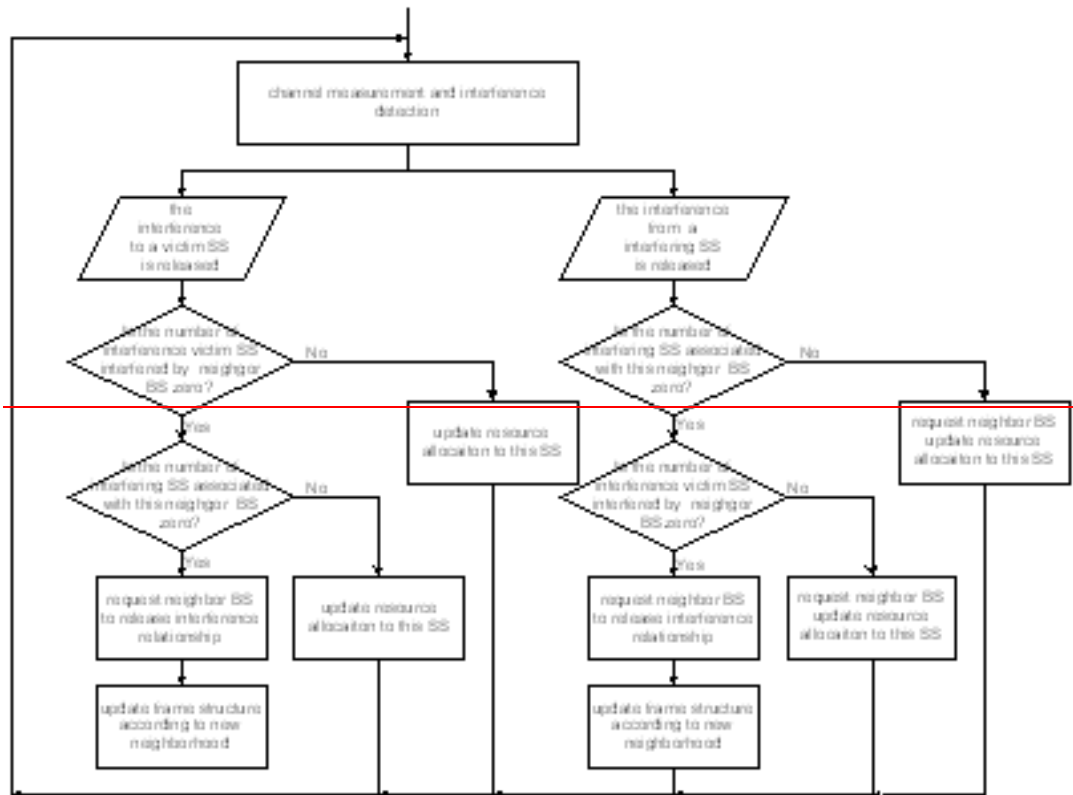 channel measurement and interference
detection
the
interference
to a victim SS
is released
the interference
from a
interfering SS
is released
Is the number of
interference victim SS
interfered by neighgor
BS zero?
No
Is the number of
interfering SS associated
with this neighgor BS
zero?
No
Yes
update resource
allocaiton to this SS
Yes
request neighbor BS
update resource
allocaiton to this SS
Is the number of
interfering SS associated
with this neighgor BS
zero?
No
Is the number of
interference victim SS
interfered by neighgor
BS zero?
No
Yes
Yes
request neighbor BS
to release interference
relationship
update resource
allocaiton to this SS
request neighbor BS
to release interference
relationship
request neighbor BS
update resource
allocaiton to this SS
update frame structure
according to new
neighborhood
update frame structure
according to new
neighborhood